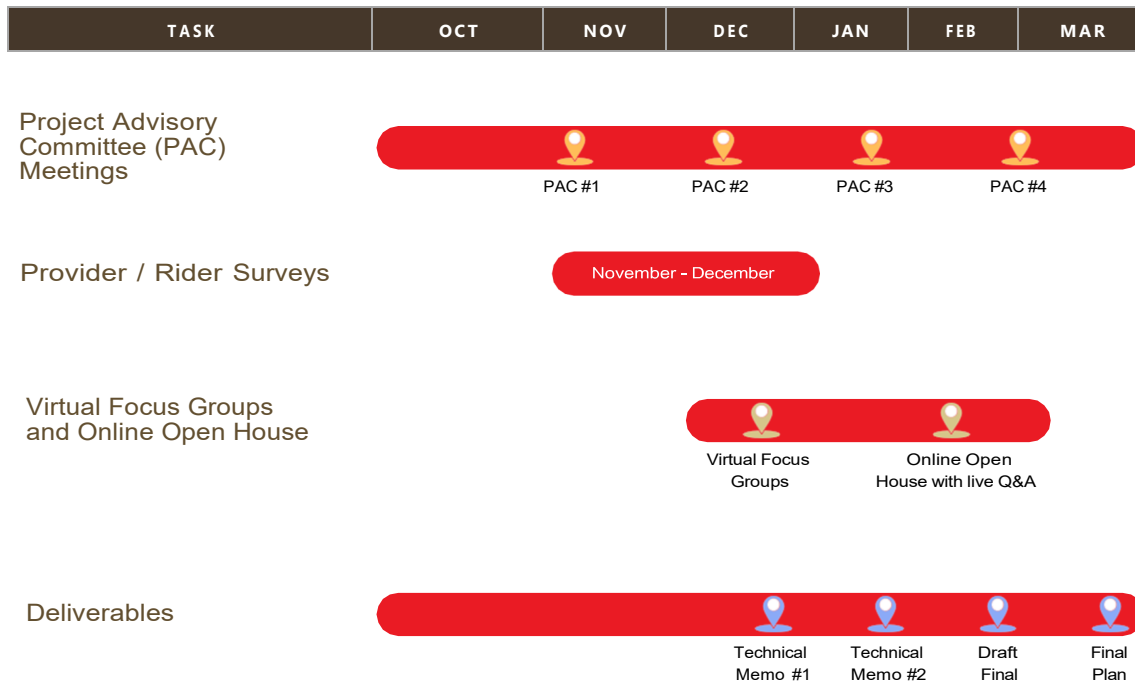 TASK OCT NOV DEC JAN FEB MAR
Project Advisory
Committee (PAC)
Meetings
PAC #1 PAC #2 PAC #3 PAC #4
Provider / Rider Surveys
November - December
Virtual Focus Groups
and Online Open House
Virtual Focus
Groups
Online Open
House with live Q&A
Deliverables
Technical
Memo #1
Technical
Memo #2
Draft
Final
Final
Plan